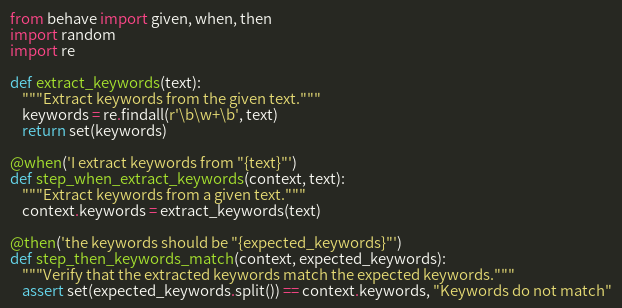 from behave import given, when, then
import random
import re

def extract_keywords(text):
    """Extract keywords from the given text."""
    keywords = re.findall(r'\b\w+\b', text)
    return set(keywords)

@when('I extract keywords from "{text}"')
def step_when_extract_keywords(context, text):
    """Extract keywords from a given text."""
    context.keywords = extract_keywords(text)

@then('the keywords should be "{expected_keywords}"')
def step_then_keywords_match(context, expected_keywords):
    """Verify that the extracted keywords match the expected keywords."""
    assert set(expected_keywords.split()) == context.keywords, "Keywords do not match"